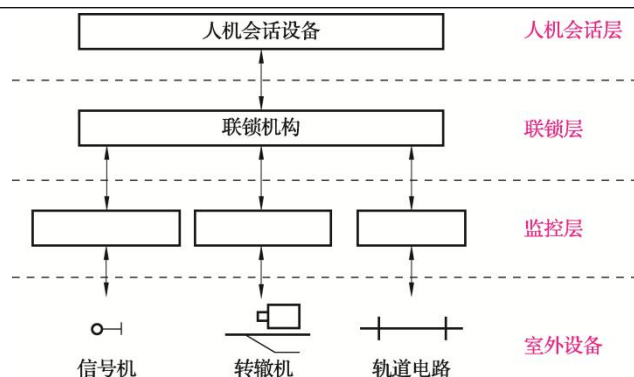 人机会话设备
人机会话层
联锁机构
联锁层
监控层
室外设备
信号机
转辙机
轨道电路